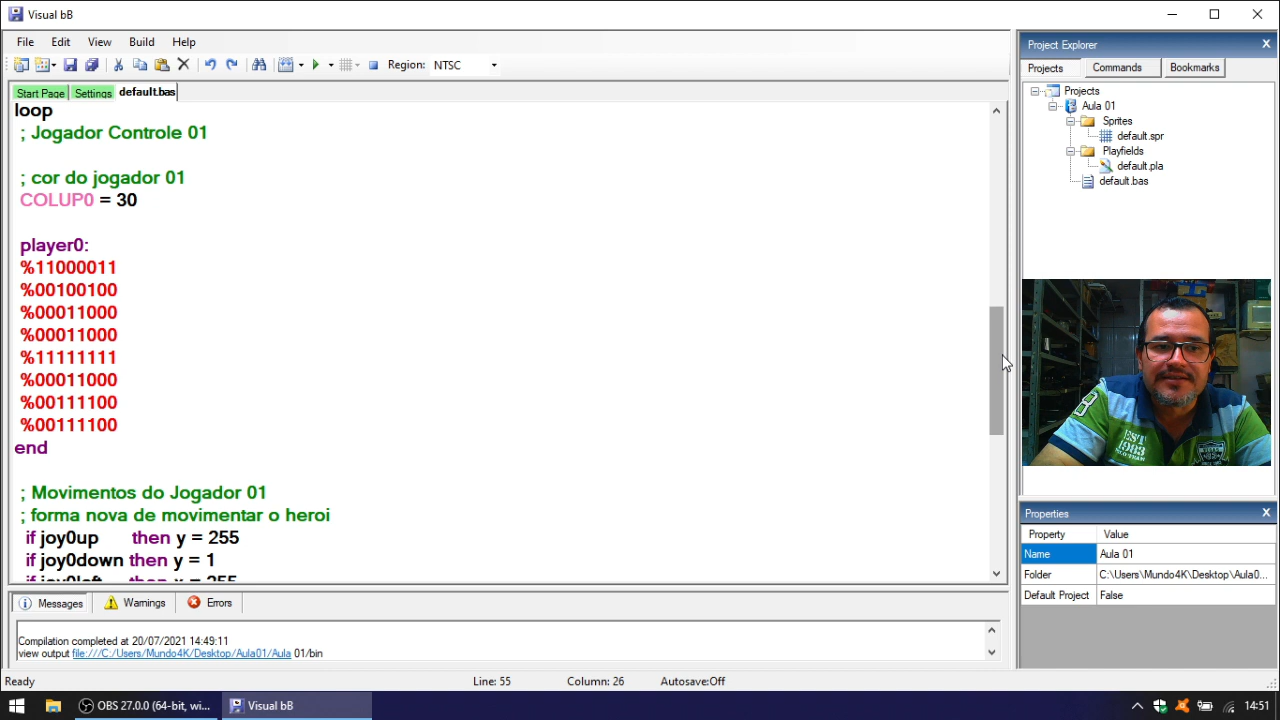 Visual bB
File Edit View Build Help
Region: NTSC
Start Page Settings default.bas
loop
; Jogador Controle 01
; cor do jogador 01
COLUP0 = 30
player0:
%11000011
%00100100
%00011000
%00011000
%11111111
%00011000
%00111100
%00111100
end
; Movimentos do Jogador 01
; forma nova de movimentar o heroi
if joy0up then y = 255
if joy0down then y = 1
if joy0left then x = 255
Messages Warnings Errors
Compilation completed at 20/07/2021 14:49:11
view output file:///C:/Users/Mundo4K/Desktop/Aula01/Aula 01/bin
Ready Line: 55 Column: 26 Autosave:Off
Project Explorer X
Projects Commands Bookmarks
Projects
Aula 01
Sprites
default.spr
Playfields
default.pla
default.bas
EST
1983
Properties X
Property Value
Name Aula 01
Folder C:\Users\Mundo4K\Desktop\Aula0...
Default Project False
OBS 27.0.0 (64-bit, wi... Visual bB 14:51